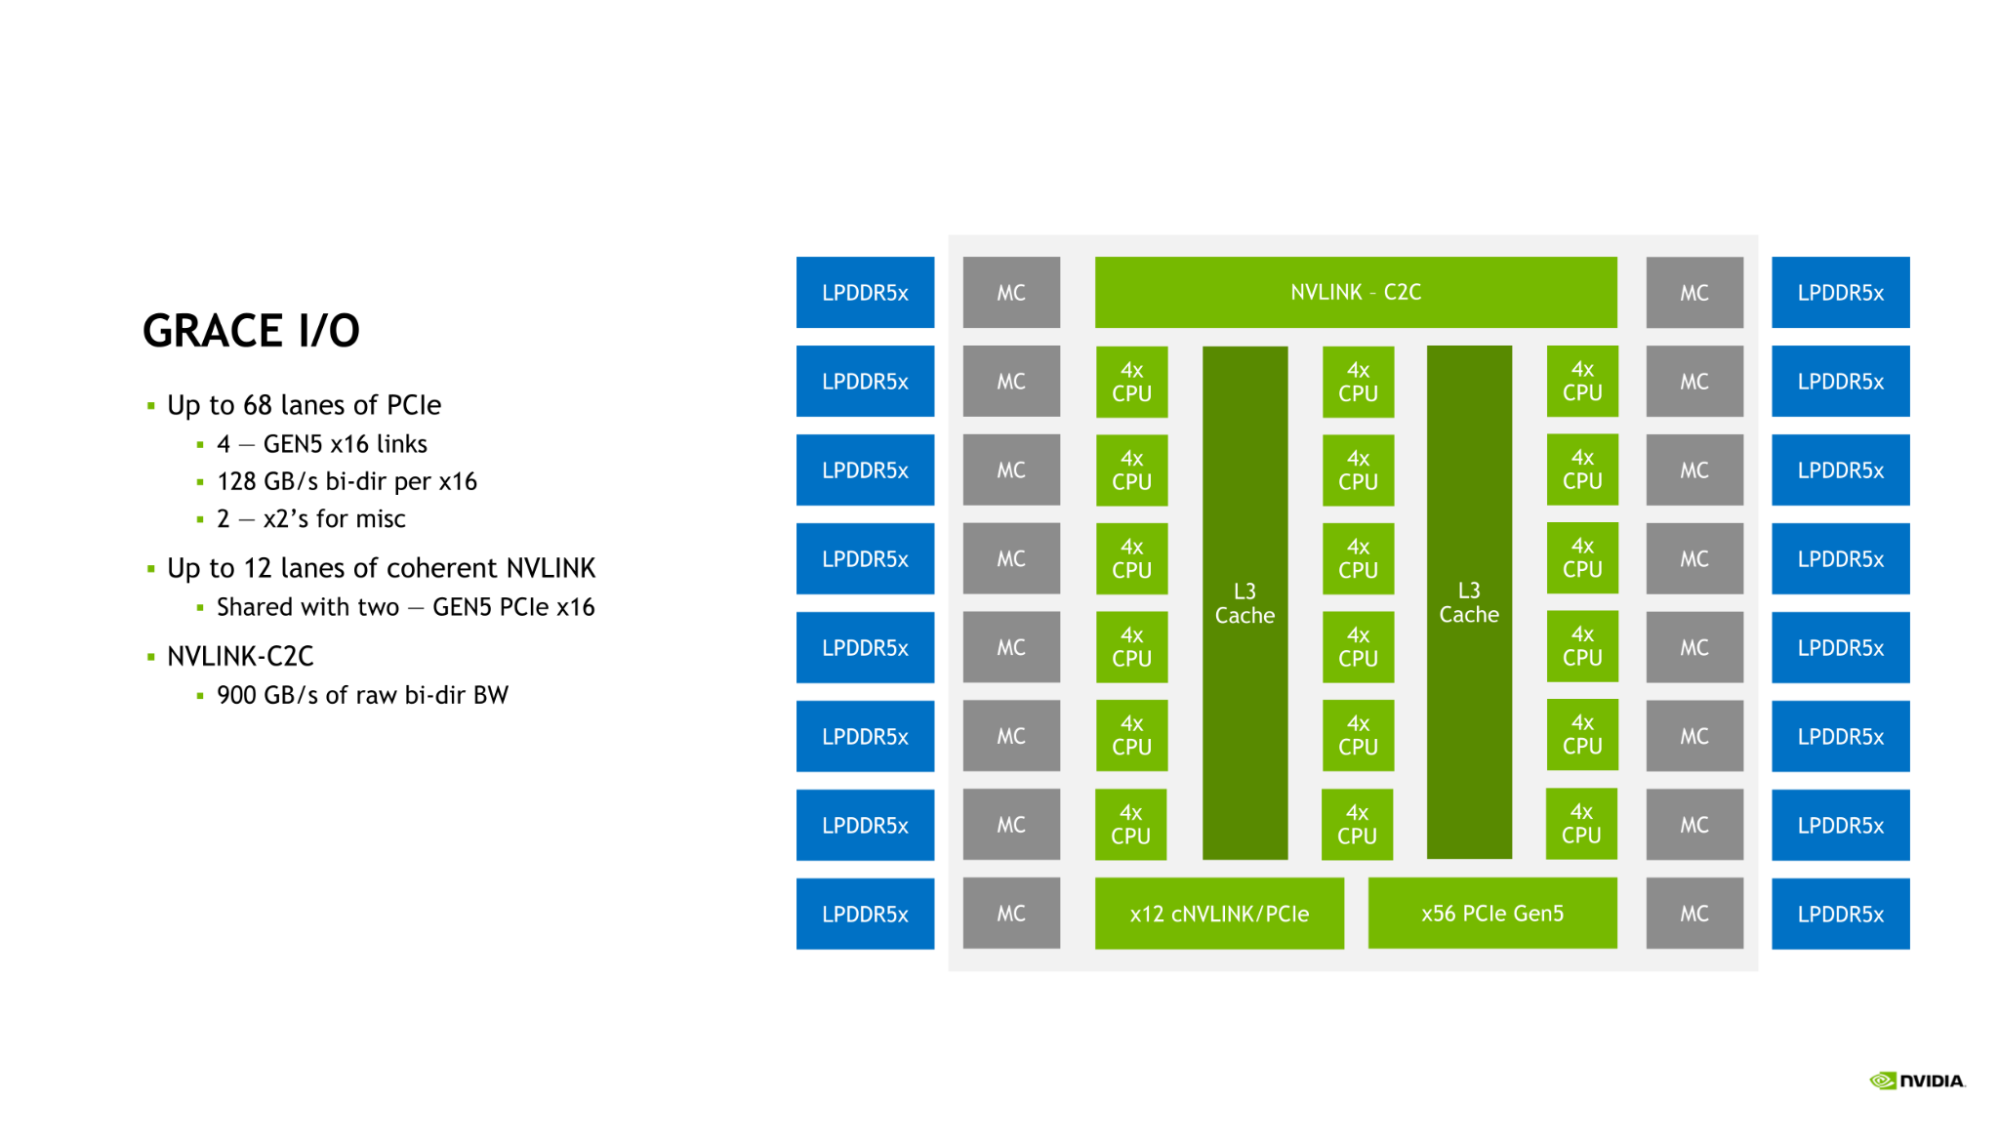 GRACE I/O
▪ Up to 68 lanes of PCIe
▪ 4 — GEN5 x16 links
▪ 128 GB/s bi-dir per x16
▪ 2 — x2’s for misc
▪ Up to 12 lanes of coherent NVLINK
▪ Shared with two — GEN5 PCIe x16
▪ NVLINK-C2C
▪ 900 GB/s of raw bi-dir BW
LPDDR5x MC NVLINK – C2C MC LPDDR5x
LPDDR5x MC 4x CPU 4x CPU 4x CPU MC LPDDR5x
LPDDR5x MC 4x CPU 4x CPU 4x CPU MC LPDDR5x
LPDDR5x MC 4x CPU 4x CPU 4x CPU MC LPDDR5x
L3 Cache L3 Cache
LPDDR5x MC 4x CPU 4x CPU 4x CPU MC LPDDR5x
LPDDR5x MC 4x CPU 4x CPU 4x CPU MC LPDDR5x
LPDDR5x MC 4x CPU 4x CPU 4x CPU MC LPDDR5x
LPDDR5x MC x12 cNVLINK/PCIe x56 PCIe Gen5 MC LPDDR5x
NVIDIA.